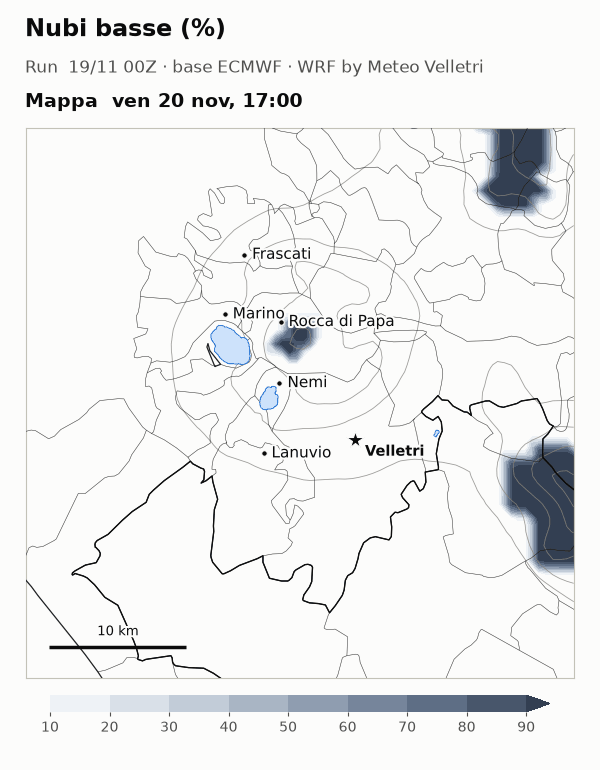 Nubi basse (%)
Run  19/11 00Z · base ECMWF · WRF by Meteo Velletri
Mappa  ven 20 nov, 17:00
Frascati
Marino
Rocca di Papa
Nemi
Lanuvio
Velletri
10 km
10 20 30 40 50 60 70 80 90